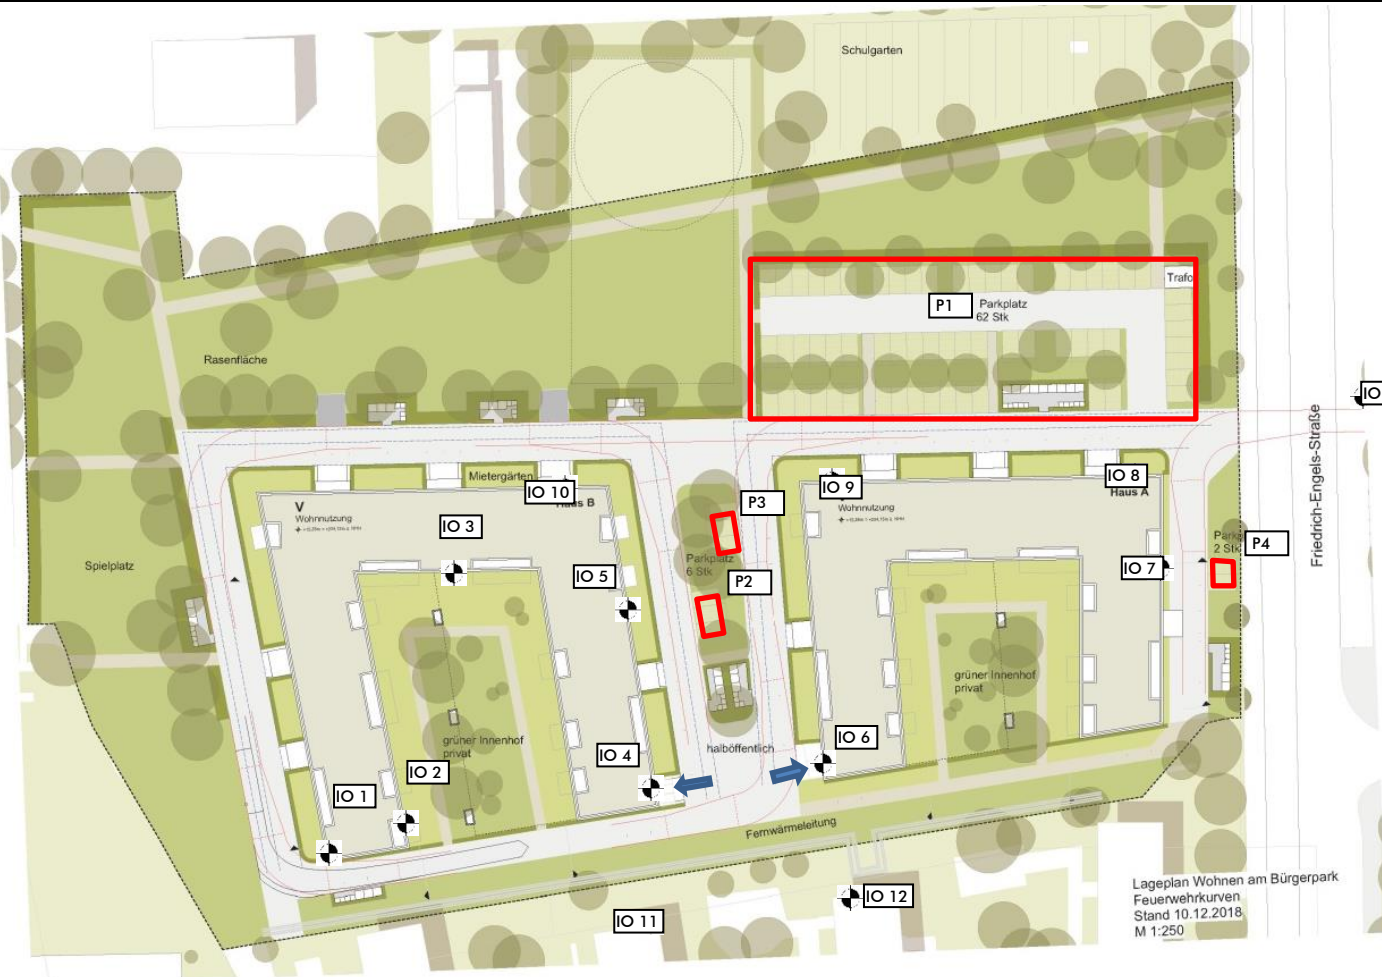 Schulgarten
Trafo
P1
Parkplatz
62 Stk
Rasenfläche
IO
Friedrich-Engels-Straße
Mietergärten
IO 10
Haus B
V
Wohnnutzung
IO 3
IO 9
IO 8
Haus A
Wohnnutzung
P3
Parkplatz
6 Stk
P2
Spielplatz
IO 5
IO 7
2 Stk
P4
grüner Innenhof
privat
grüner Innenhof
privat
IO 6
halböffentlich
IO 4
IO 2
IO 1
Fernwärmeleitung
IO 12
IO 11
Lageplan Wohnen am Bürgerpark
Feuerwehrkurven
Stand 10.12.2018
M 1:250